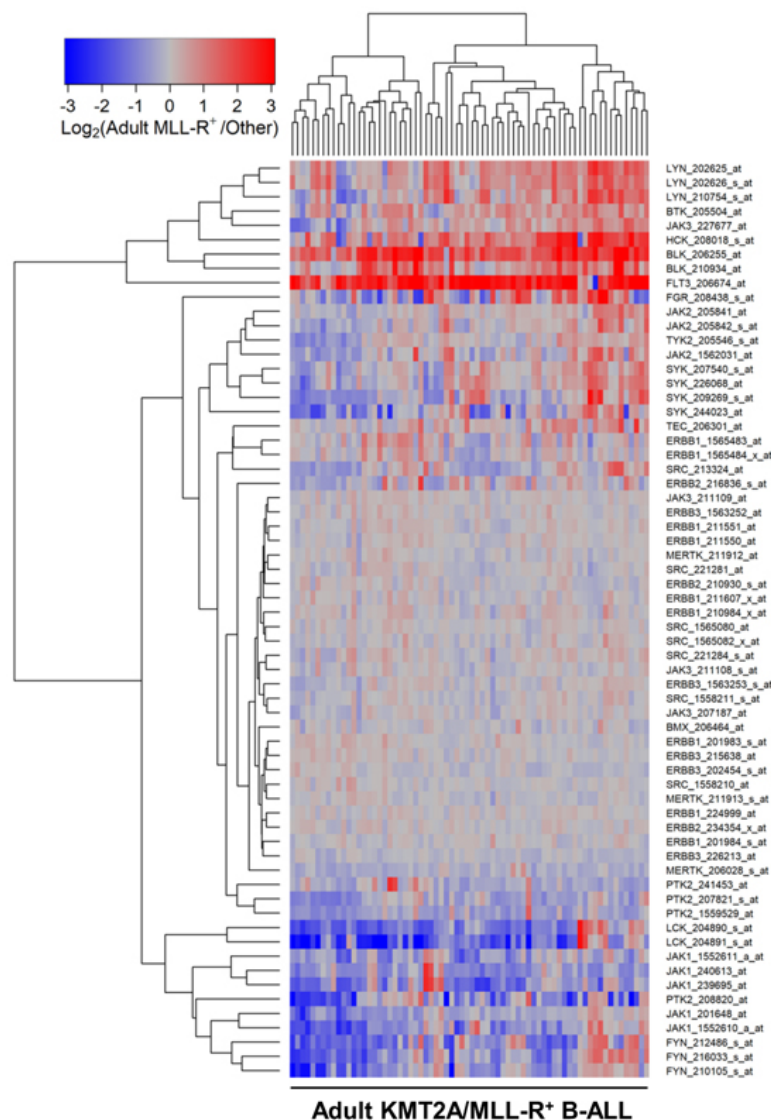 -3 -2 -1 0 1 2 3
Log2(Adult MLL-R+ /Other)
LYN_202625_at
LYN_202626_s_at
LYN_210754_s_at
BTK_205504_at
JAK3_227677_at
HCK_208018_s_at
BLK_206255_at
BLK_210934_at
FLT3_206674_at
FGR_208438_s_at
JAK2_205841_at
JAK2_205842_s_at
TYK2_205546_s_at
JAK2_1562031_at
SYK_207540_s_at
SYK_226068_at
SYK_209269_s_at
SYK_244023_at
TEC_206301_at
ERBB1_1565483_at
ERBB1_1565484_x_at
SRC_213324_at
ERBB2_216836_s_at
JAK3_211109_at
ERBB3_1563252_at
ERBB1_211551_at
ERBB1_211550_at
MERTK_211912_at
SRC_221281_at
ERBB2_210930_s_at
ERBB1_211607_x_at
ERBB1_210984_x_at
SRC_1565080_at
SRC_1565082_x_at
SRC_221284_s_at
JAK3_211108_s_at
ERBB3_1563253_s_at
SRC_1558211_s_at
JAK3_207187_at
BMX_206464_at
ERBB1_201983_s_at
ERBB3_215638_at
ERBB3_202454_s_at
SRC_1558210_at
MERTK_211913_s_at
ERBB1_224999_at
ERBB2_234354_x_at
ERBB1_201984_s_at
ERBB3_226213_at
MERTK_206028_s_at
PTK2_241453_at
PTK2_207821_s_at
PTK2_1559529_at
LCK_204890_s_at
LCK_204891_s_at
JAK1_1552611_a_at
JAK1_240613_at
JAK1_239695_at
PTK2_208820_at
JAK1_201648_at
JAK1_1552610_a_at
FYN_212486_s_at
FYN_216033_s_at
FYN_210105_s_at
Adult KMT2A/MLL-R+ B-ALL